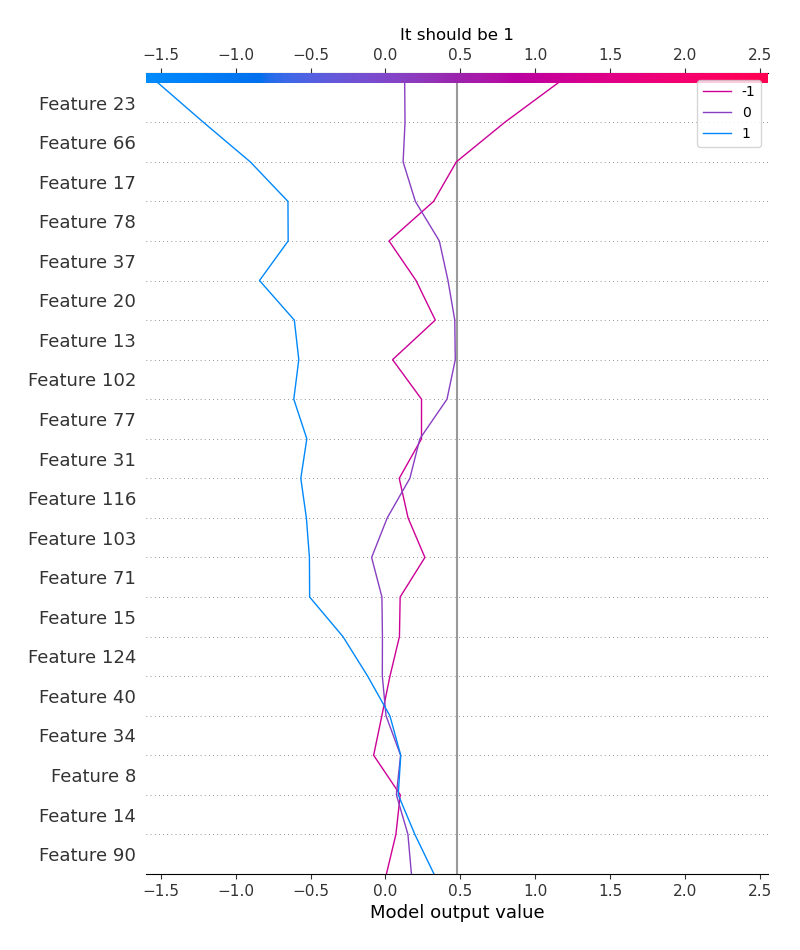 It should be 1
−1.5 −1.0 −0.5 0.0 0.5 1.0 1.5 2.0 2.5
-1
0
1
Feature 23
Feature 66
Feature 17
Feature 78
Feature 37
Feature 20
Feature 13
Feature 102
Feature 77
Feature 31
Feature 116
Feature 103
Feature 71
Feature 15
Feature 124
Feature 40
Feature 34
Feature 8
Feature 14
Feature 90
−1.5 −1.0 −0.5 0.0 0.5 1.0 1.5 2.0 2.5
Model output value